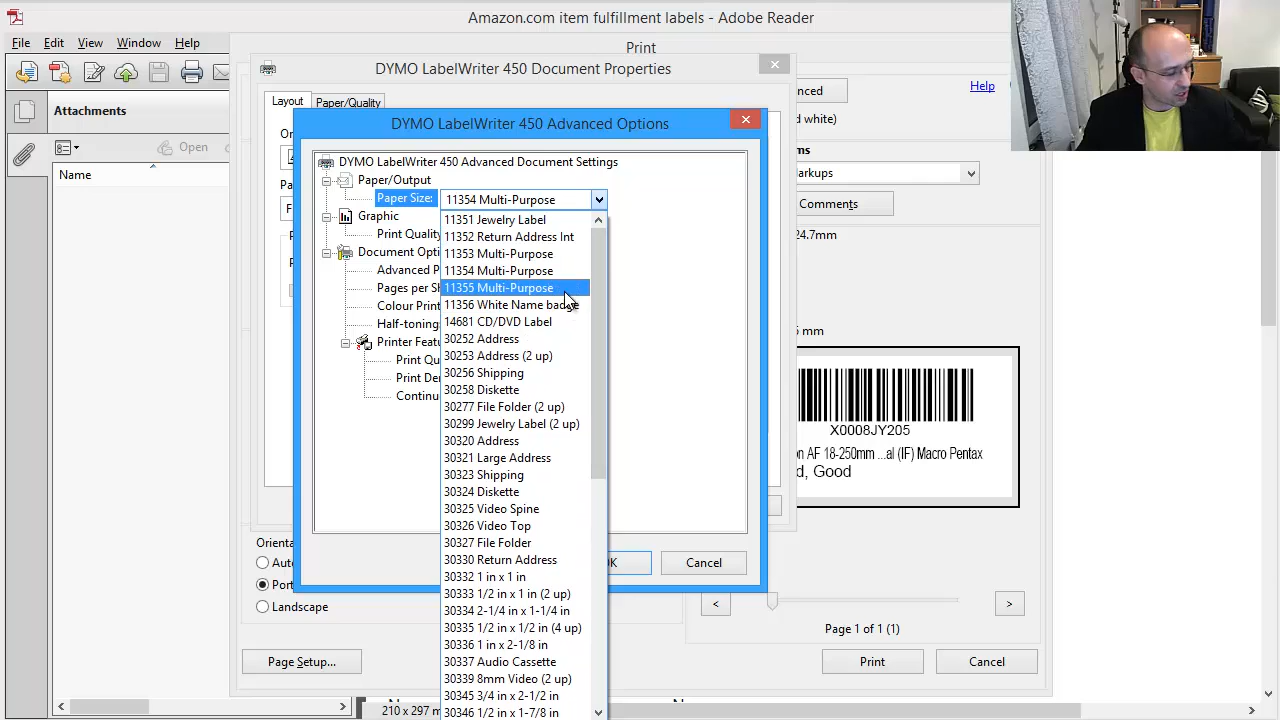 Amazon.com item fulfillment labels - Adobe Reader
File Edit View Window Help
Print
DYMO LabelWriter 450 Document Properties
Attachments
Layout Paper/Quality
Help
DYMO LabelWriter 450 Advanced Options
Open
Name
DYMO LabelWriter 450 Advanced Document Settings
Paper/Output
Paper Size: 11354 Multi-Purpose
Graphic
Print Quality
Document Opti
Advanced P
Pages per Sh
Colour Print
Half-toning
Printer Featu
Print Qu
Print De
Continu
11351 Jewelry Label
11352 Return Address Int
11353 Multi-Purpose
11354 Multi-Purpose
11355 Multi-Purpose
11356 White Name badge
14681 CD/DVD Label
30252 Address
30253 Address (2 up)
30256 Shipping
30258 Diskette
30277 File Folder (2 up)
30299 Jewelry Label (2 up)
30320 Address
30321 Large Address
30323 Shipping
30324 Diskette
30325 Video Spine
30326 Video Top
30327 File Folder
30330 Return Address
30332 1 in x 1 in
30333 1/2 in x 1 in (2 up)
30334 2-1/4 in x 1-1/4 in
30335 1/2 in x 1/2 in (4 up)
30336 1 in x 2-1/8 in
30337 Audio Cassette
30339 8mm Video (2 up)
30345 3/4 in x 2-1/2 in
30346 1/2 in x 1-7/8 in
K Cancel
anced
d white)
ms
arkups
Comments
24.7mm
mm
X0008JY205
on AF 18-250mm ...al (IF) Macro Pentax
d, Good
Orienta
Auto
Portr
Landscape
< >
Page 1 of 1 (1)
Page Setup... Print Cancel
210 x 297 m